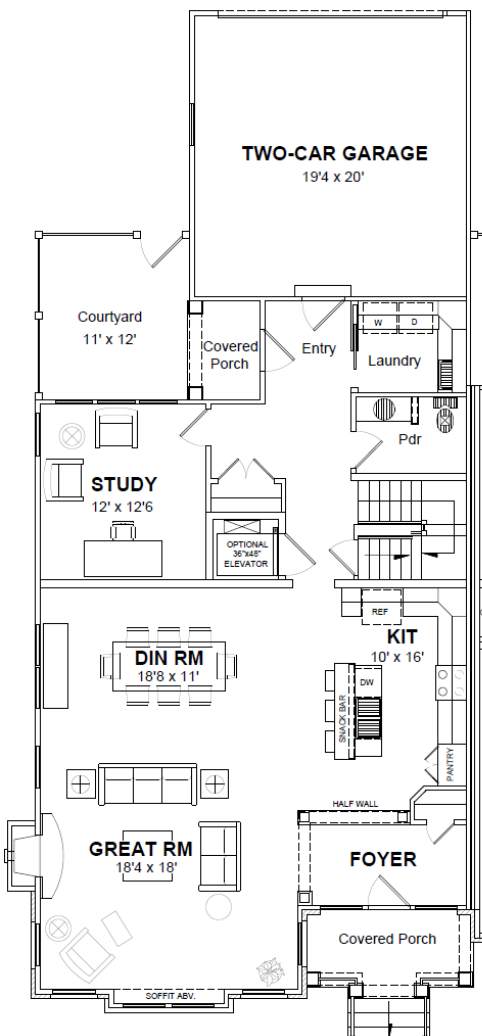 TWO-CAR GARAGE
19'4 x 20'
Courtyard
11' x 12'
Covered
Porch
Entry
W
D
Laundry
Pdr
STUDY
12' x 12'6
OPTIONAL
36"x48"
ELEVATOR
REF
KIT
10' x 16'
DIN RM
18'8 x 11'
DW
SNACK BAR
PANTRY
HALF WALL
GREAT RM
18'4 x 18'
FOYER
Covered Porch
SOFFIT ABV.